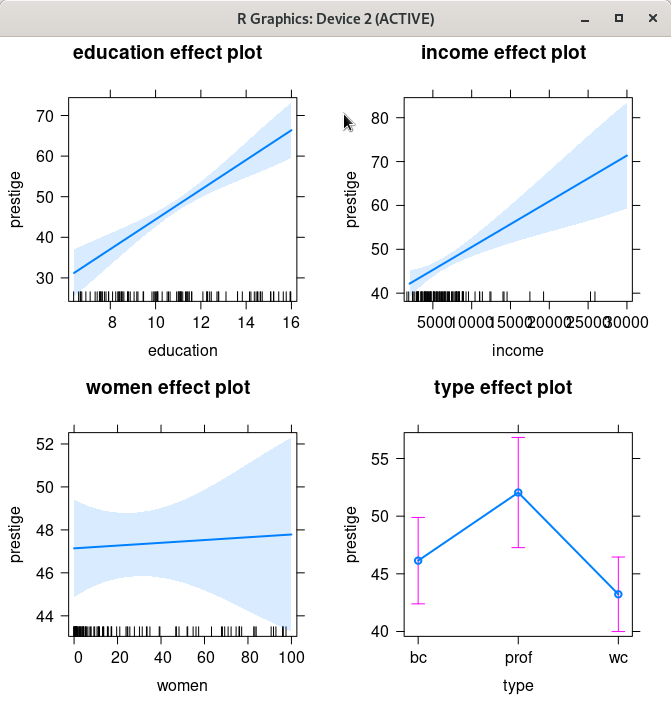 R Graphics: Device 2 (ACTIVE)
education effect plot
70
60
50
40
30
prestige
8 10 12 14 16
education
income effect plot
80
70
60
50
40
prestige
5000 10000 15000 20000 25000 30000
income
women effect plot
52
50
48
46
44
prestige
0 20 40 60 80 100
women
type effect plot
55
50
45
40
prestige
bc prof wc
type